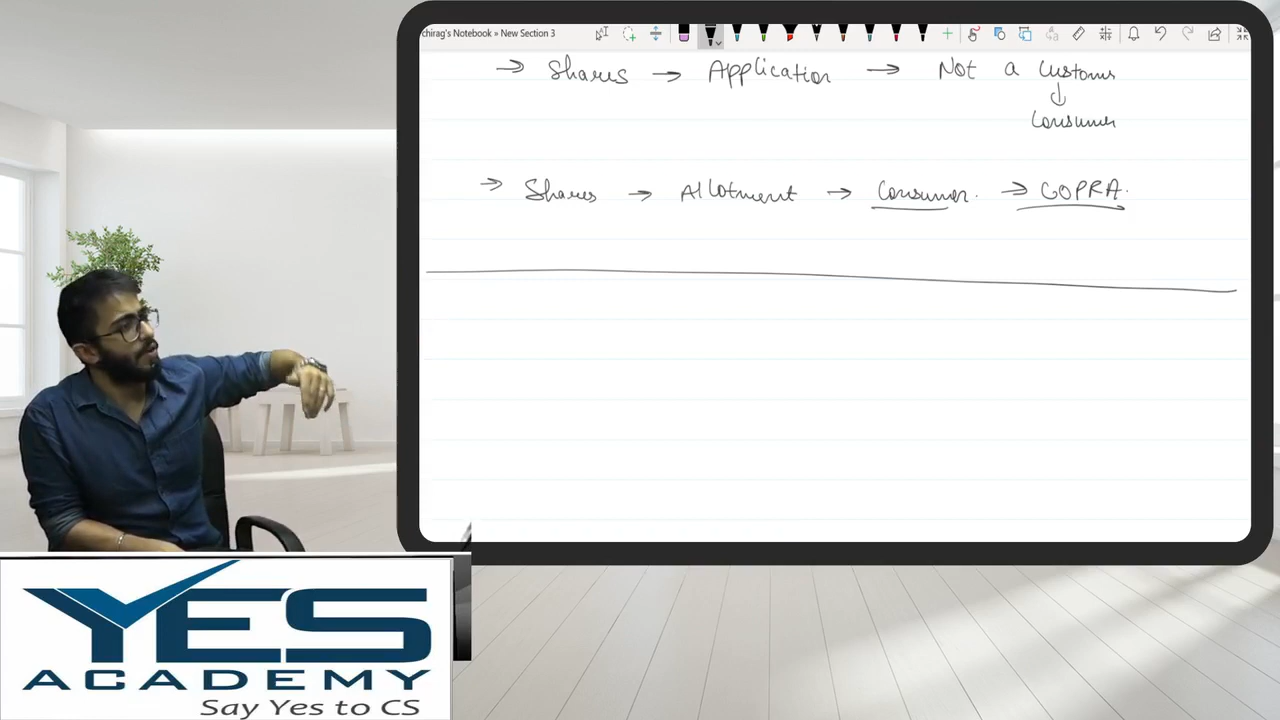 chirag's Notebook » New Section 3
→ Shares → Application → Not a Customer
↓
Consumer
→ Shares → Allotment → Consumer. → COPRA.
YES
ACADEMY
Say Yes to CS